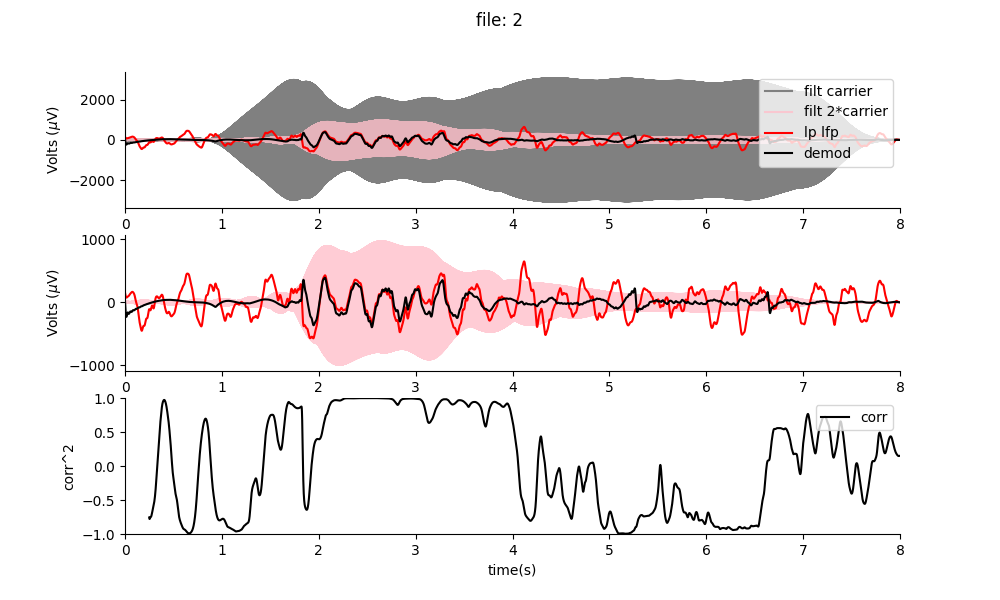 file: 2
Volts (μV)
2000
0
−2000
filt carrier
filt 2*carrier
lp lfp
demod
0 1 2 3 4 5 6 7 8
Volts (μV)
1000
0
−1000
0 1 2 3 4 5 6 7 8
corr^2
1.0
0.5
0.0
−0.5
−1.0
corr
0 1 2 3 4 5 6 7 8
time(s)